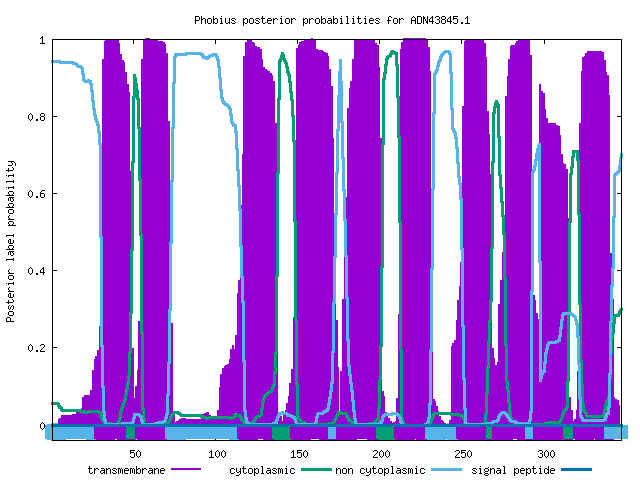 Phobius posterior probabilities for ADN43845.1
Posterior label probability
1
0.8
0.6
0.4
0.2
0
50 100 150 200 250 300
transmembrane cytoplasmic non cytoplasmic signal peptide